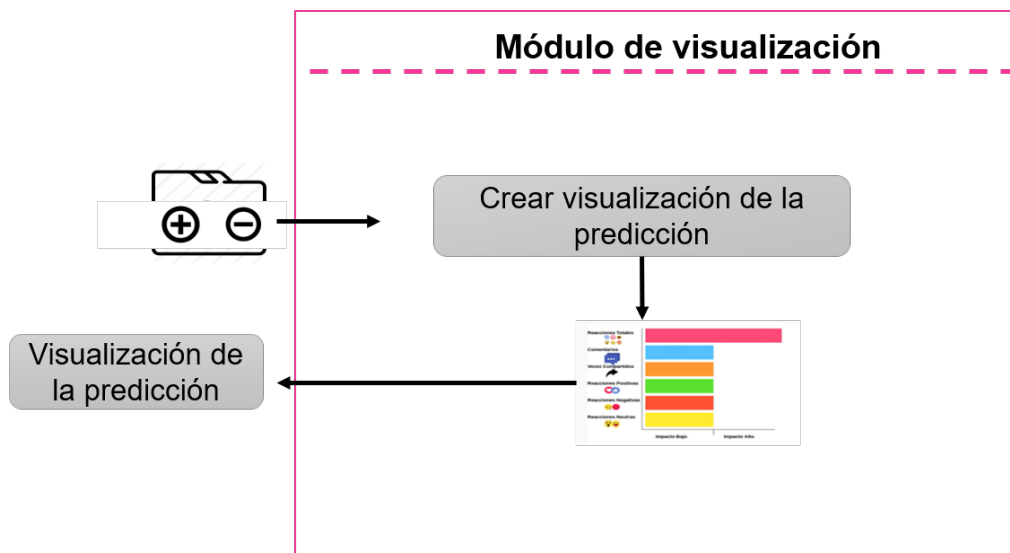 Módulo de visualización
Crear visualización de la
predicción
Visualización de
la predicción
Reacciones Totales
Comentarios
Veces Compartidos
Reacciones Positivas
Reacciones Negativas
Reacciones Neutras
Impacto Bajo
Impacto Alto